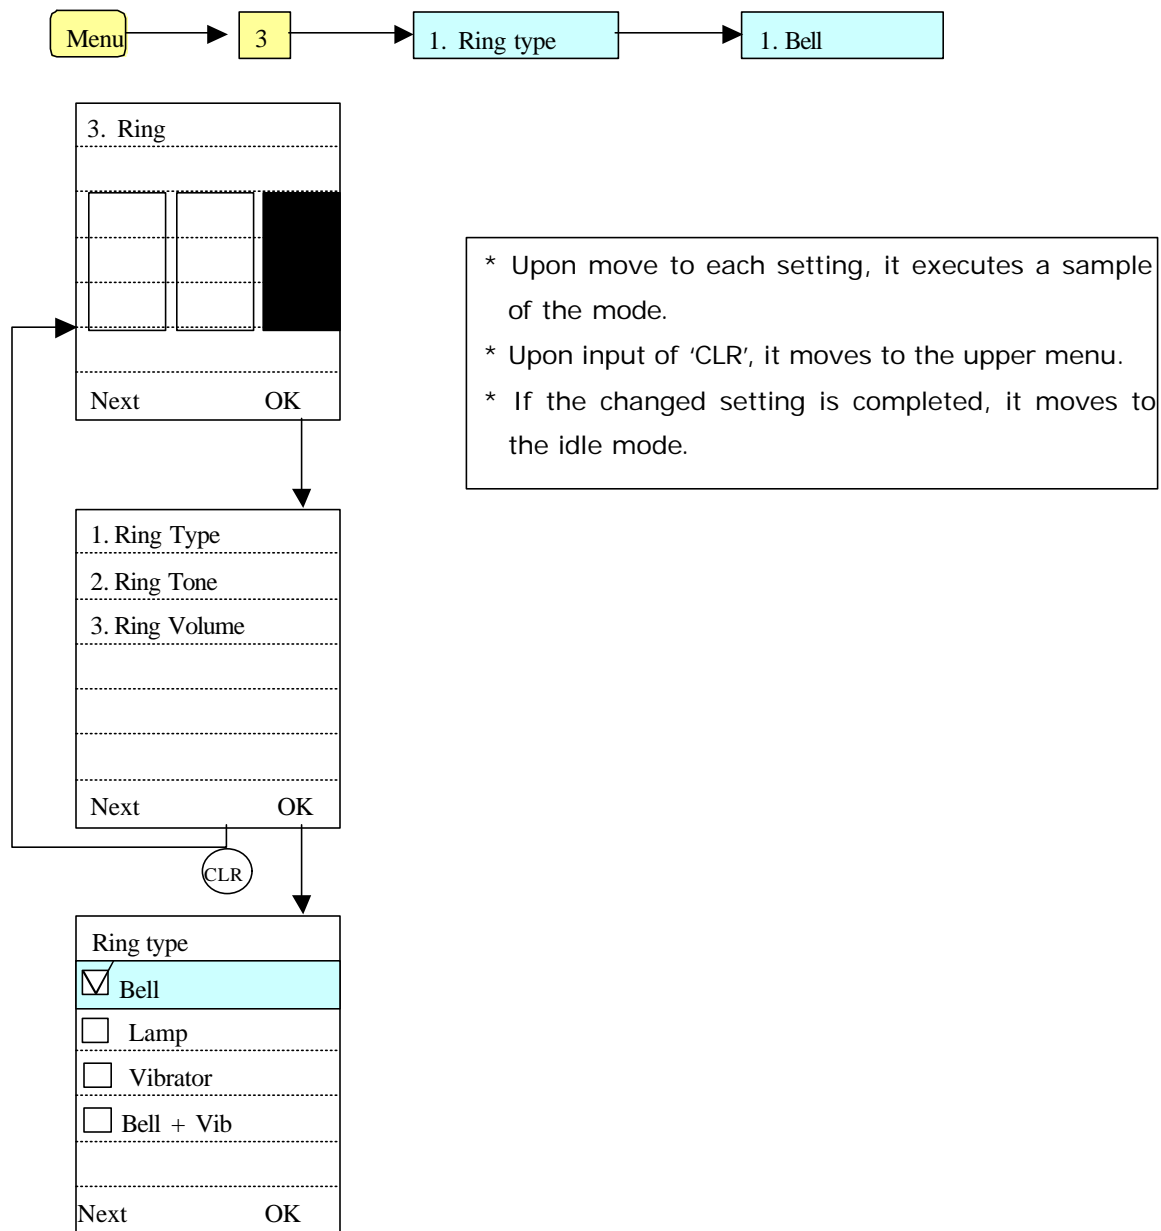 Menu
3
1. Ring type
1. Bell
3. Ring
Next OK
* Upon move to each setting, it executes a sample
of the mode.
* Upon input of ‘CLR’, it moves to the upper menu.
* If the changed setting is completed, it moves to
the idle mode.
1. Ring Type
2. Ring Tone
3. Ring Volume
Next OK
CLR
Ring type
Bell
Lamp
Vibrator
Bell + Vib
Next OK